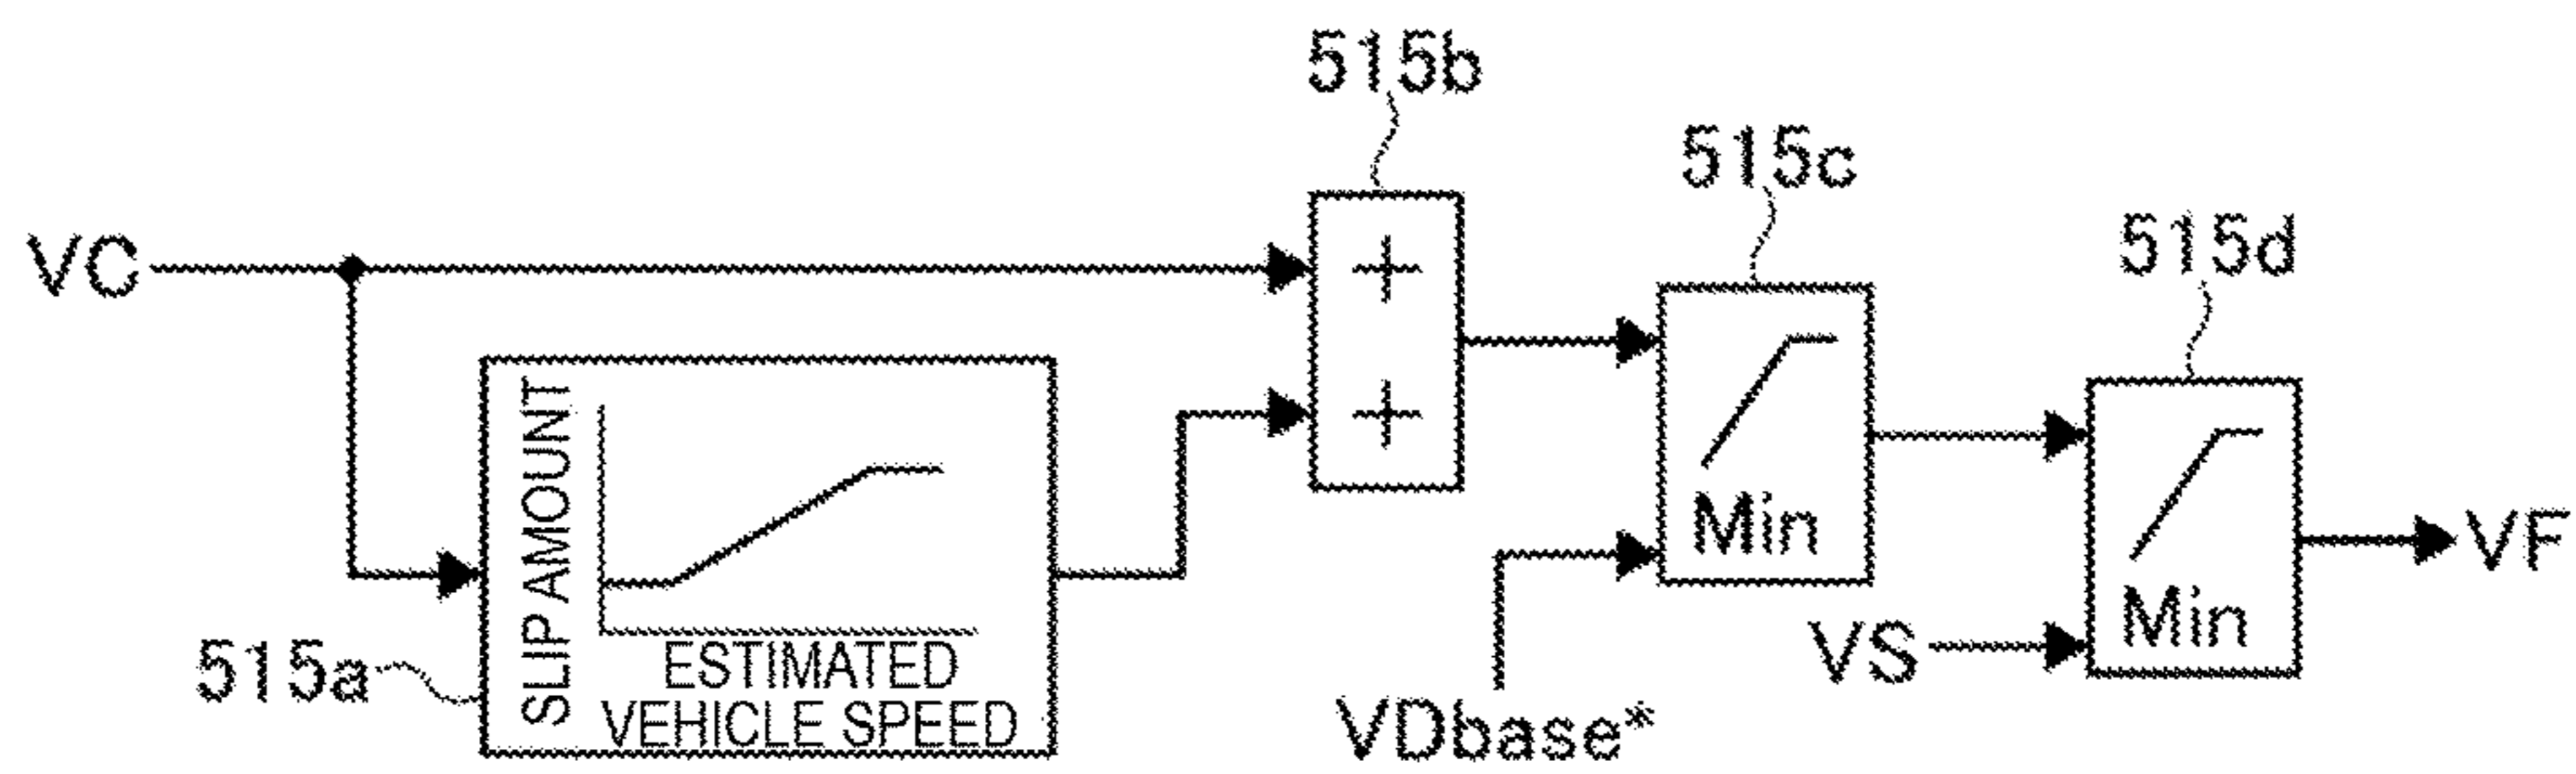 515b
515c
515d
VC
+
+
Min
Min
VF
SLIP AMOUNT
ESTIMATED
VEHICLE SPEED
515a
VS
VDbase*